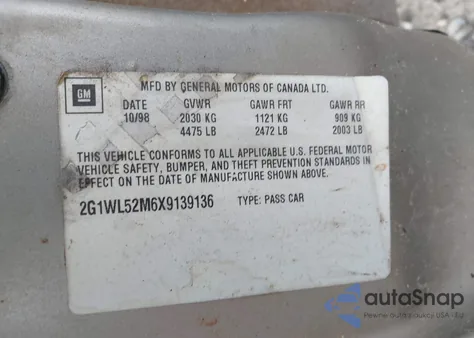 GM
MFD BY GENERAL MOTORS OF CANADA LTD.
DATE GVWR GAWR FRT GAWR RR
10/98 2030 KG 1121 KG 909 KG
4475 LB 2472 LB 2003 LB
THIS VEHICLE CONFORMS TO ALL APPLICABLE U.S. FEDERAL MOTOR
VEHICLE SAFETY, BUMPER, AND THEFT PREVENTION STANDARDS IN
EFFECT ON THE DATE OF MANUFACTURE SHOWN ABOVE.
2G1WL52M6X9139136 TYPE: PASS CAR
autoSnap